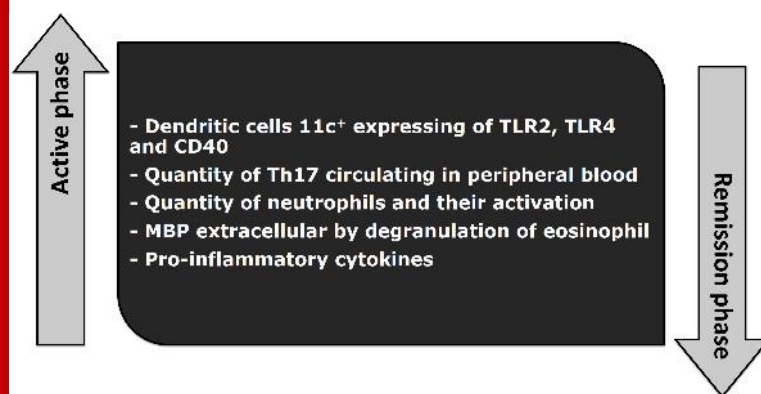 Active phase
- Dendritic cells 11c⁺ expressing of TLR2, TLR4
and CD40
- Quantity of Th17 circulating in peripheral blood
- Quantity of neutrophils and their activation
- MBP extracellular by degranulation of eosinophil
- Pro-inflammatory cytokines
Remission phase